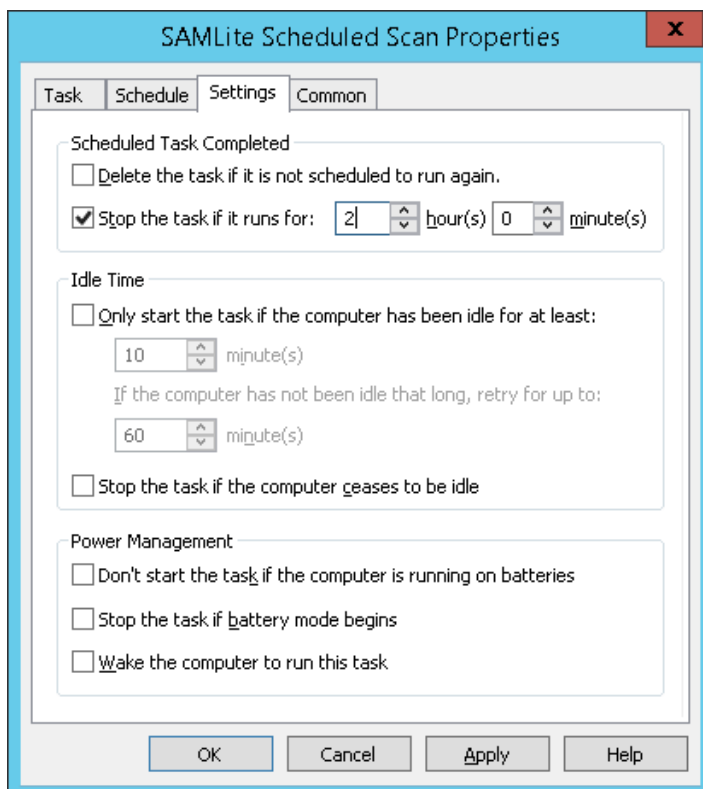 SAMLite Scheduled Scan Properties
x
Task Schedule Settings Common
Scheduled Task Completed
Delete the task if it is not scheduled to run again.
Stop the task if it runs for: 2 hour(s) 0 minute(s)
Idle Time
Only start the task if the computer has been idle for at least:
10 minute(s)
If the computer has not been idle that long, retry for up to:
60 minute(s)
Stop the task if the computer ceases to be idle
Power Management
Don't start the task if the computer is running on batteries
Stop the task if battery mode begins
Wake the computer to run this task
OK Cancel Apply Help